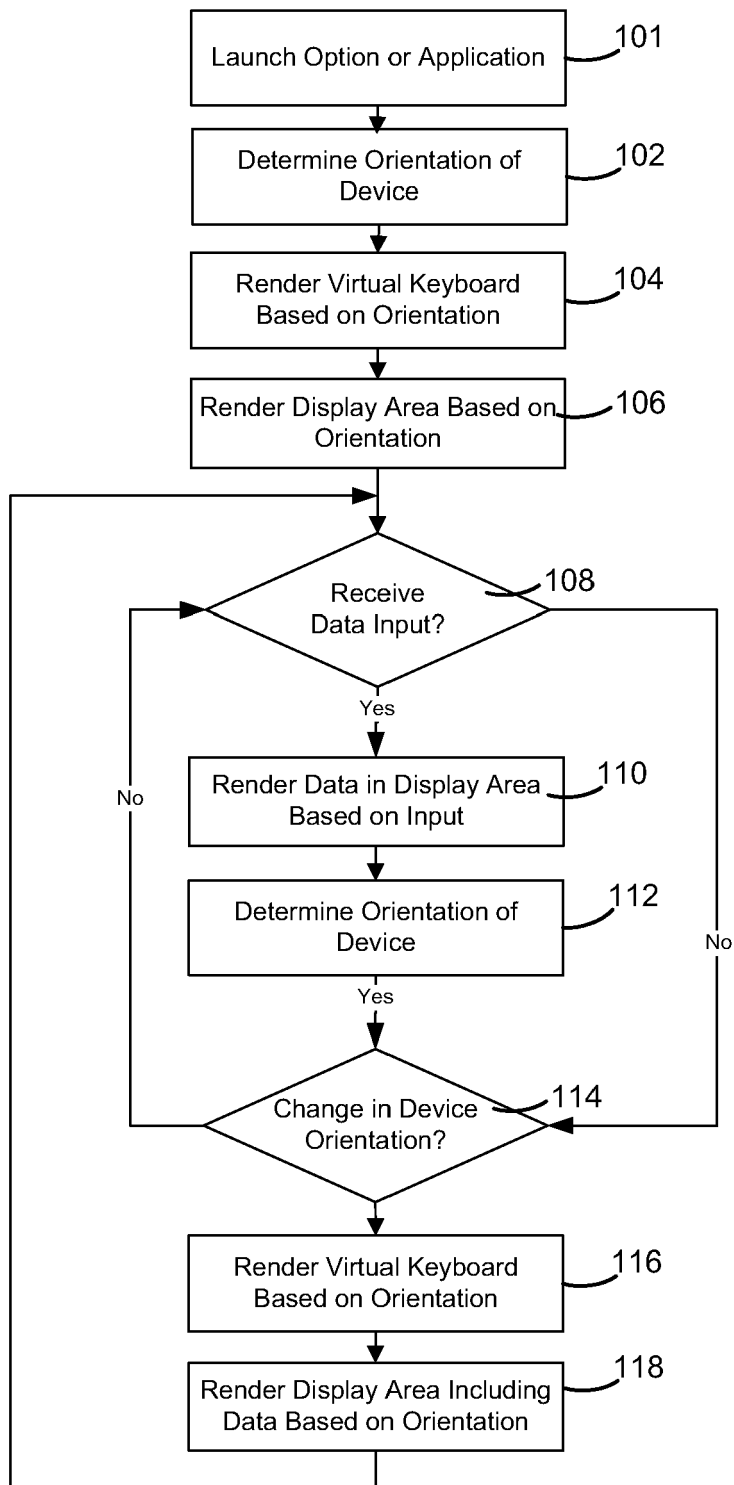 Launch Option or Application
101
Determine Orientation of
Device
102
Render Virtual Keyboard
Based on Orientation
104
Render Display Area Based on
Orientation
106
Receive
Data Input?
108
Yes
No
Render Data in Display Area
Based on Input
110
Determine Orientation of
Device
112
No
Yes
Change in Device
Orientation?
114
Render Virtual Keyboard
Based on Orientation
116
Render Display Area Including
Data Based on Orientation
118